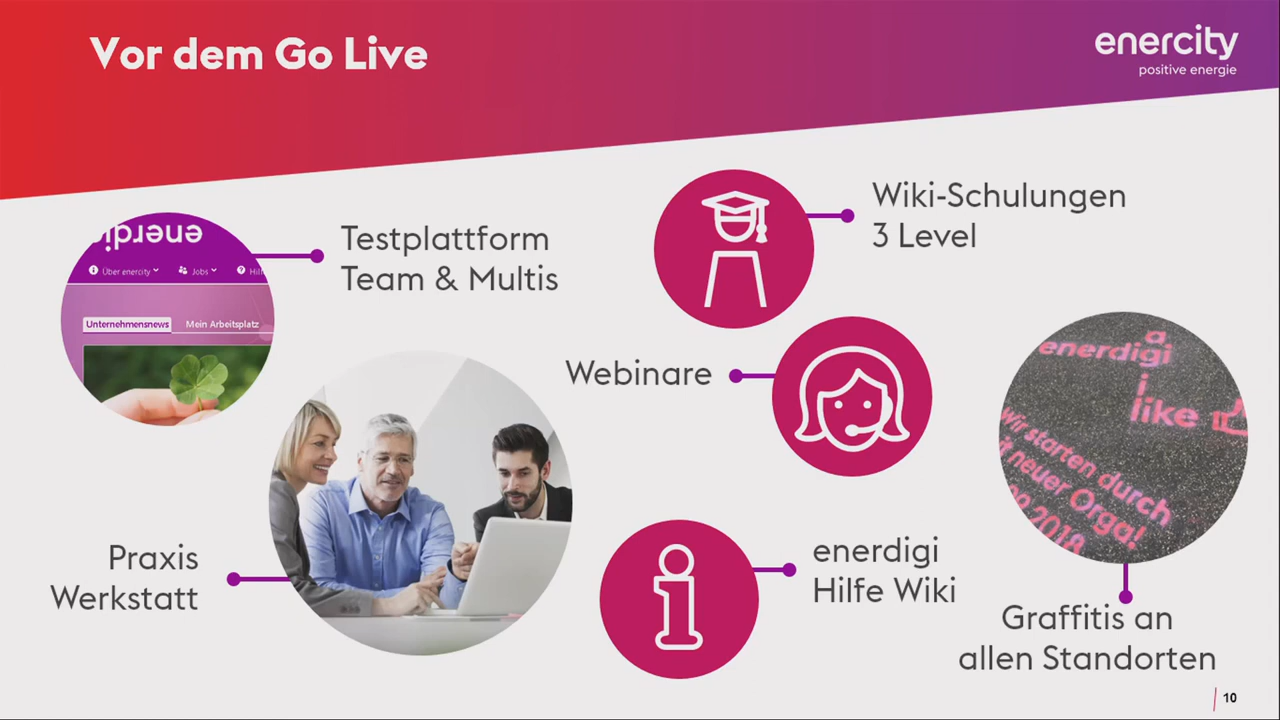 Vor dem Go Live
enercity
positive energie
enerdi
Über enercity
Jobs
Unternehmensnews
Mein Arbeitsplatz
Testplattform
Team & Multis
Wiki-Schulungen
3 Level
Webinare
a
enerdigi
i
like
Wir starten durch
neuer Orga!
2018
Praxis
Werkstatt
enerdigi
Hilfe Wiki
Graffitis an
allen Standorten
10